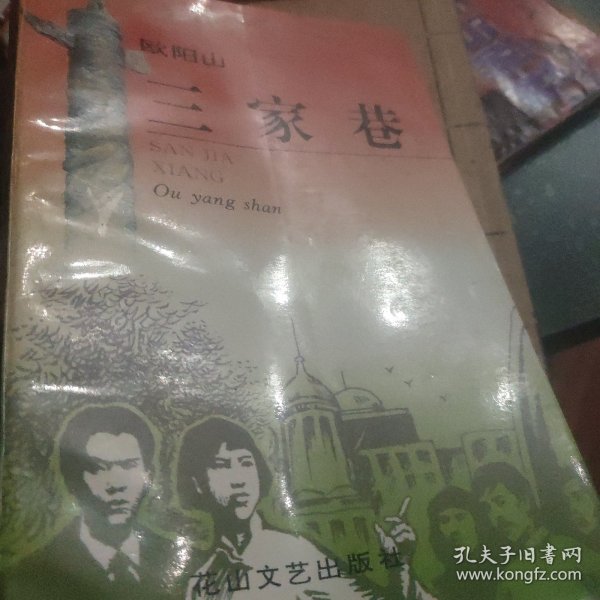 欧阳山
三家巷
SAN JIA
XIANG
Ou yang shan
花山文艺出版社
孔夫子旧书网
www.kongfz.com